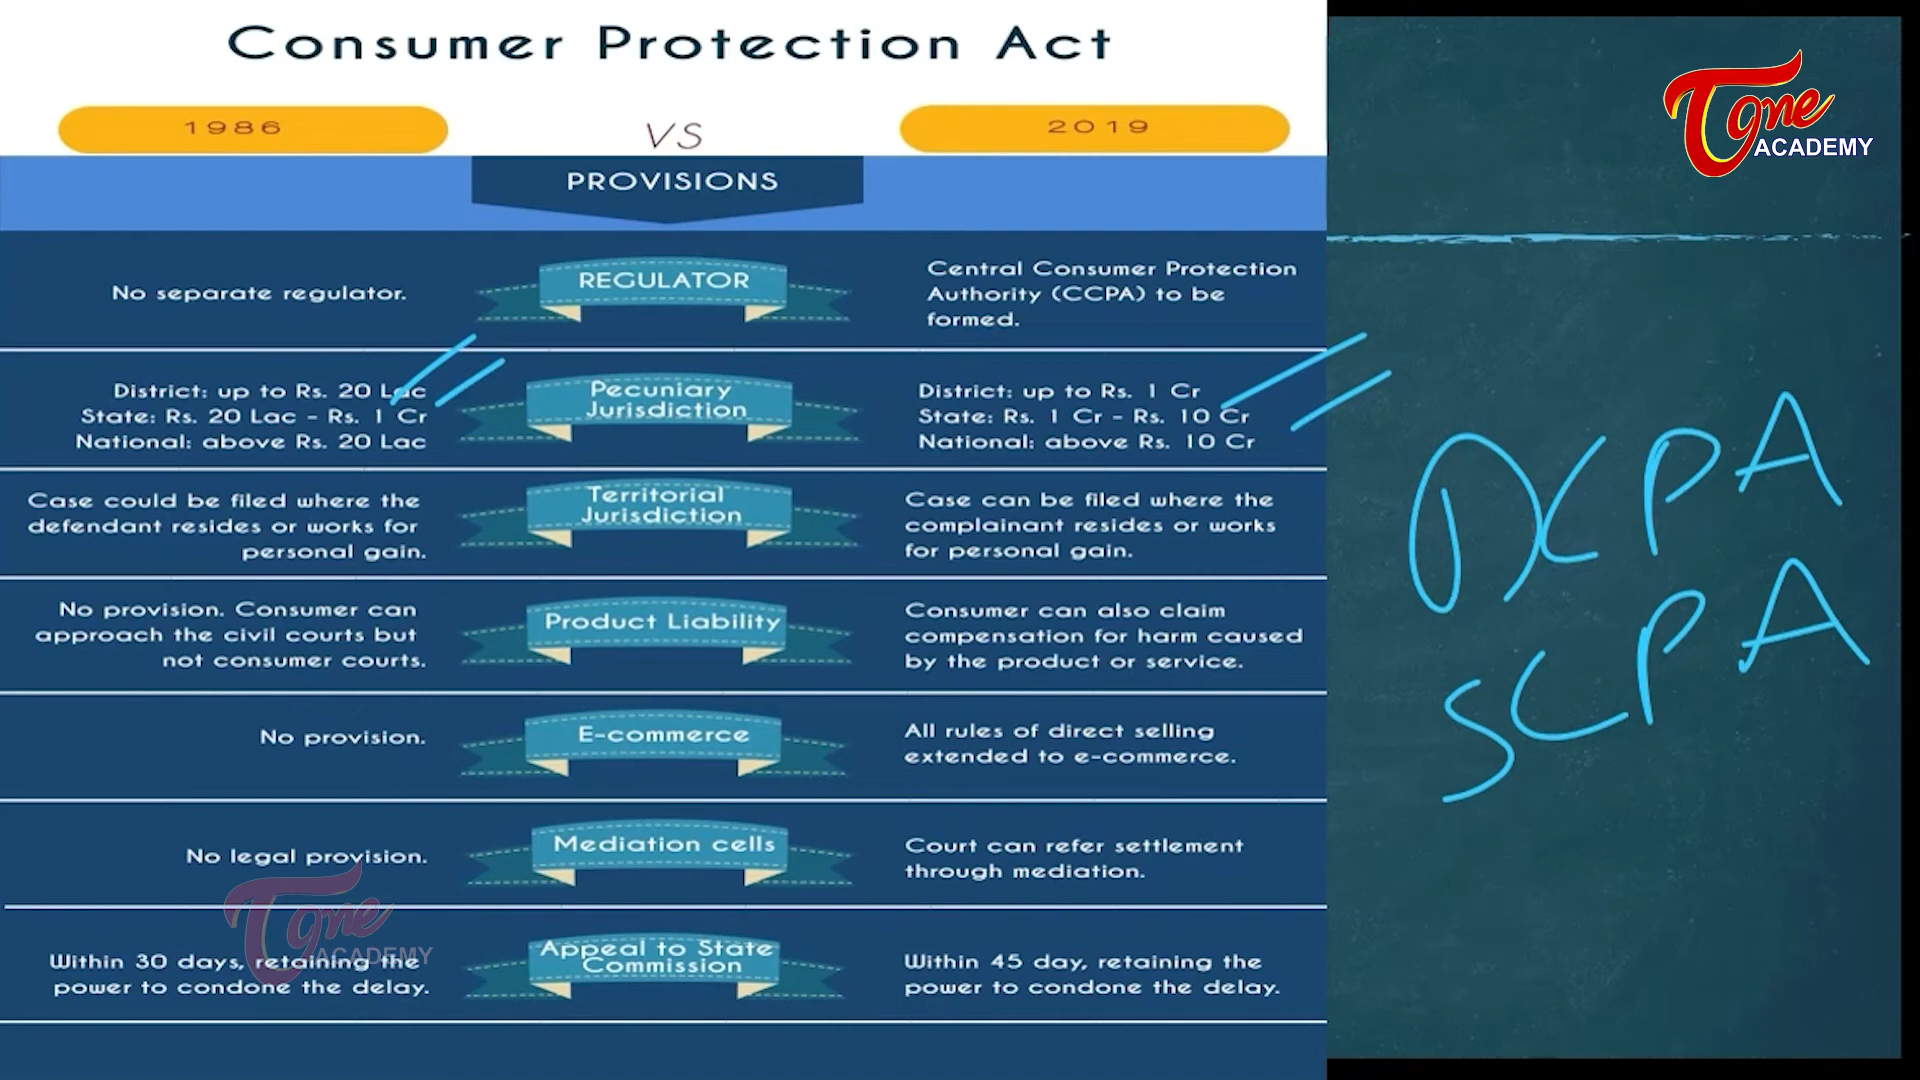 Consumer Protection Act
1986
VS
2019
PROVISIONS
No separate regulator.
REGULATOR
Central Consumer Protection
Authority (CCPA) to be
formed.
District: up to Rs. 20 Lac
State: Rs. 20 Lac - Rs. 1 Cr
National: above Rs. 20 Lac
Pecuniary
Jurisdiction
District: up to Rs. 1 Cr
State: Rs. 1 Cr - Rs. 10 Cr
National: above Rs. 10 Cr
Case could be filed where the
defendant resides or works for
personal gain.
Territorial
Jurisdiction
Case can be filed where the
complainant resides or works
for personal gain.
No provision. Consumer can
approach the civil courts but
not consumer courts.
Product Liability
Consumer can also claim
compensation for harm caused
by the product or service.
No provision.
E-commerce
All rules of direct selling
extended to e-commerce.
No legal provision.
Mediation cells
Court can refer settlement
through mediation.
Within 30 days, retaining the
power to condone the delay.
Appeal to State
Commission
Within 45 day, retaining the
power to condone the delay.
Tone
ACADEMY
Tone
ACADEMY
DCPA
SCPA